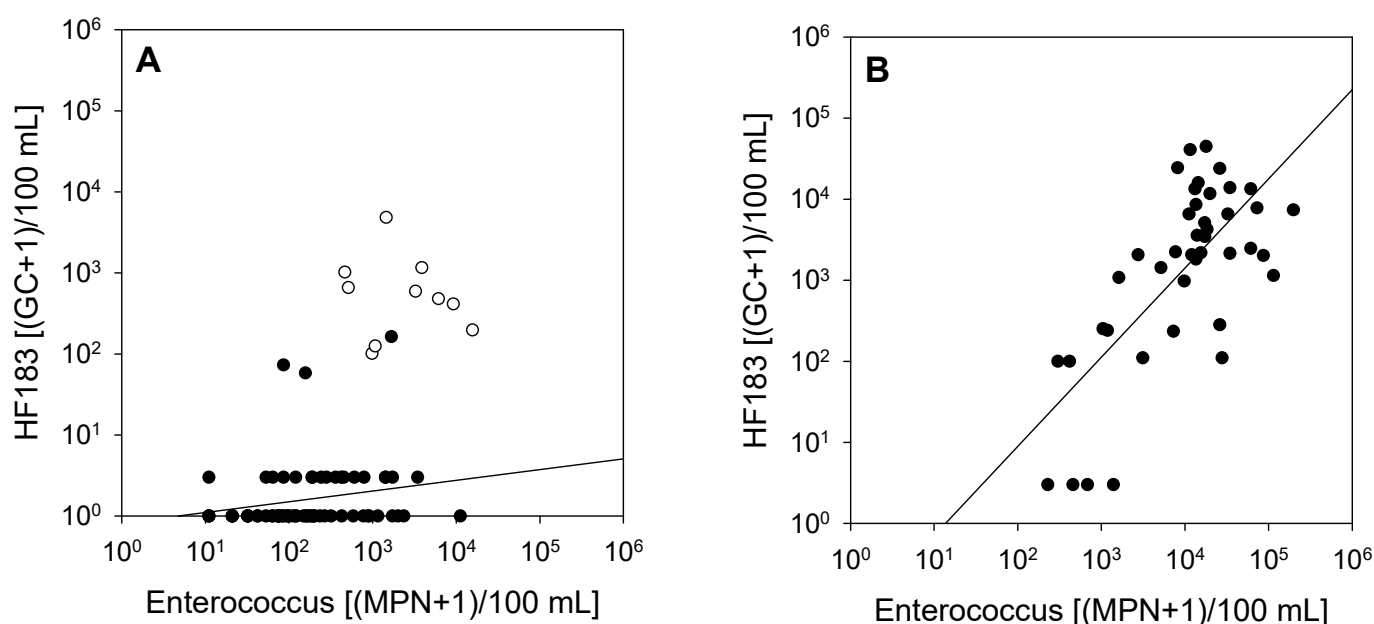 A
HF183 [(GC+1)/100 mL]
10⁶
10⁵
10⁴
10³
10²
10¹
10⁰
10⁰ 10¹ 10² 10³ 10⁴ 10⁵ 10⁶
Enterococcus [(MPN+1)/100 mL]
B
HF183 [(GC+1)/100 mL]
10⁶
10⁵
10⁴
10³
10²
10¹
10⁰
10⁰ 10¹ 10² 10³ 10⁴ 10⁵ 10⁶
Enterococcus [(MPN+1)/100 mL]